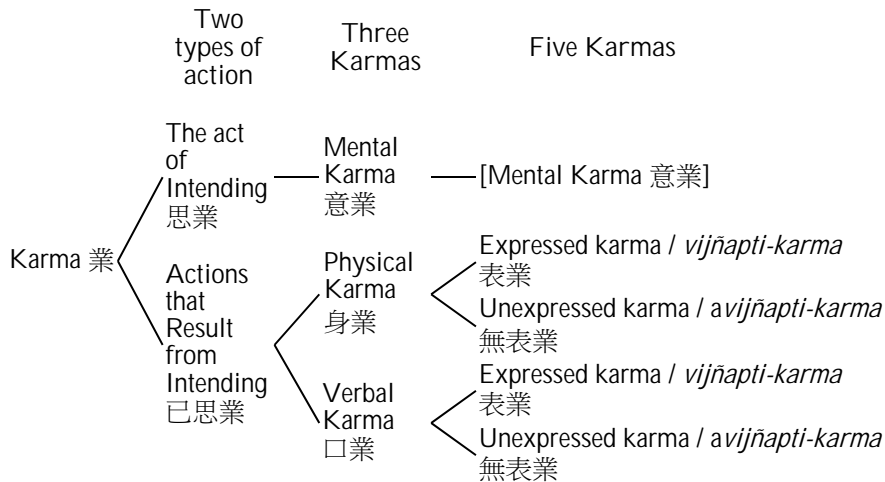 Two
types of
action
Three
Karmas
Five Karmas
The act
of
Intending
思業
Mental
Karma
意業
[Mental Karma 意業]
Karma 業
Actions
that
Result
from
Intending
已思業
Physical
Karma
身業
Expressed karma / vijñapti-karma
表業
Unexpressed karma / avijñapti-karma
無表業
Verbal
Karma
口業
Expressed karma / vijñapti-karma
表業
Unexpressed karma / avijñapti-karma
無表業